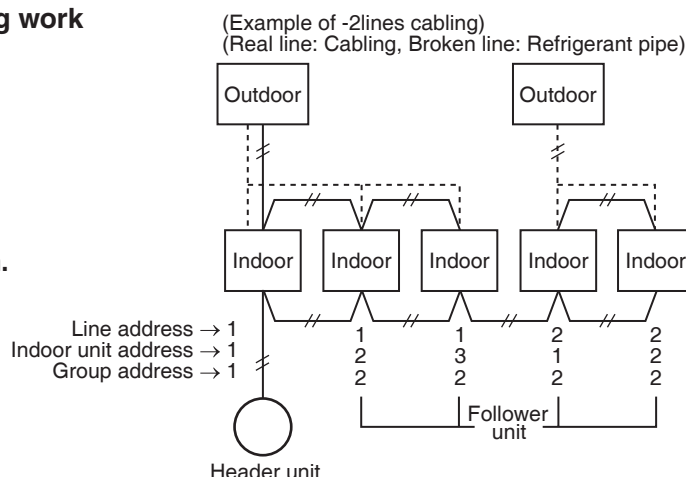 g work
(Example of -2lines cabling)
(Real line: Cabling, Broken line: Refrigerant pipe)
Outdoor Outdoor
Indoor Indoor Indoor Indoor Indoor
.
Line address → 1 1 1 2 2
Indoor unit address → 1 2 3 1 2
Group address → 1 2 2 2 2
Follower
unit
Header unit